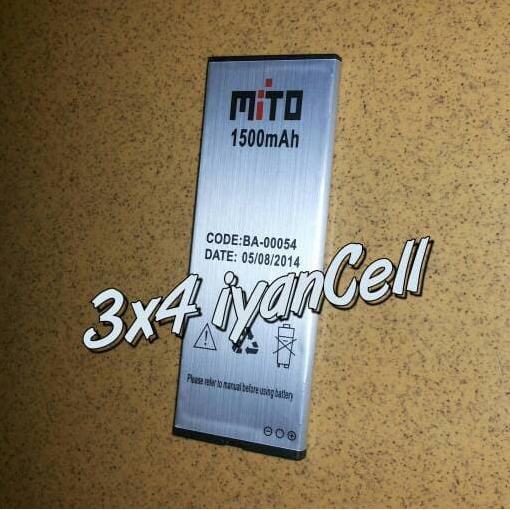 MiTO
1500mAh
CODE:BA-00054
DATE: 05/08/2014
3x4 iyanCell
Please refer to manual before using battery